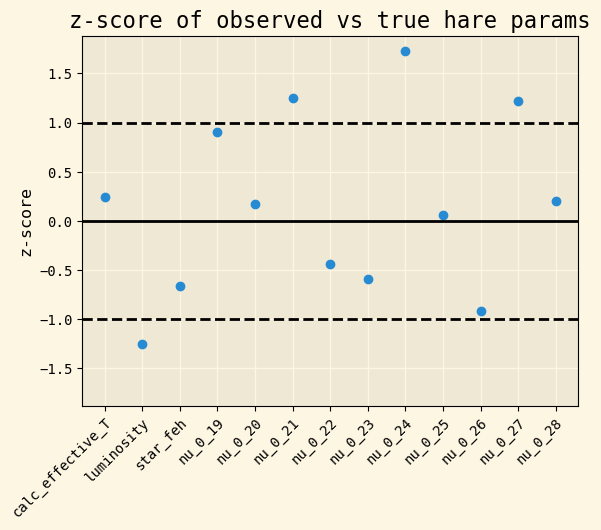 z-score of observed vs true hare params
z-score
1.5
1.0
0.5
0.0
−0.5
−1.0
−1.5
calc_effective_T
luminosity
star_feh
nu_0_19
nu_0_20
nu_0_21
nu_0_22
nu_0_23
nu_0_24
nu_0_25
nu_0_26
nu_0_27
nu_0_28